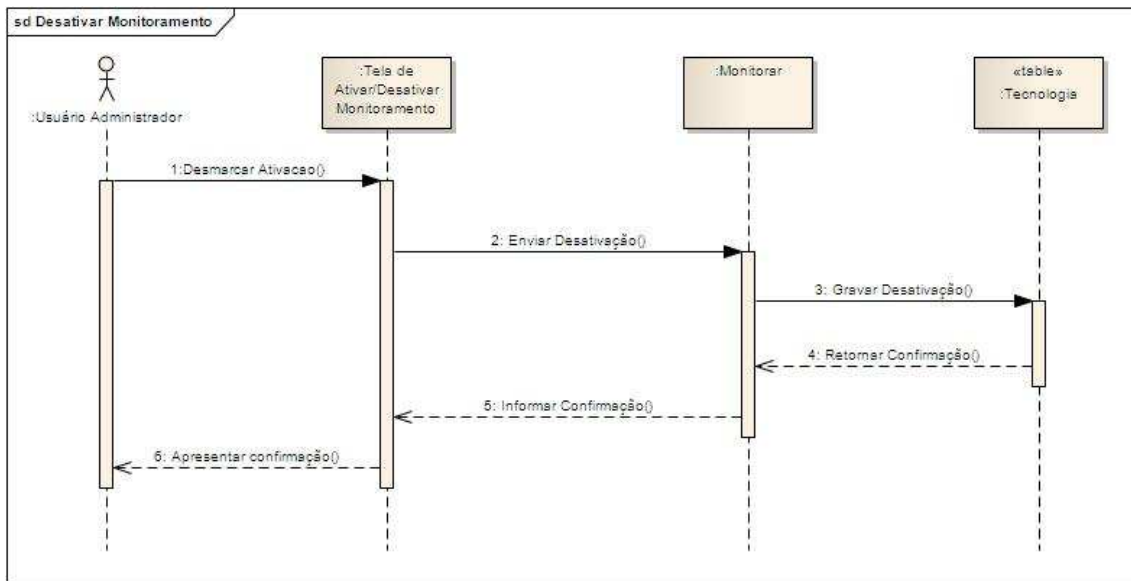 sd Desativar Monitoramento
:Usuário Administrador
:Tela de
Ativar/Desativar
Monitoramento
:Monitorar
«table»
:Tecnologia
1:Desmarcar Ativacao()
2: Enviar Desativação()
3: Gravar Desativação()
4: Retornar Confirmação()
5: Informar Confirmação()
6: Apresentar confirmação()